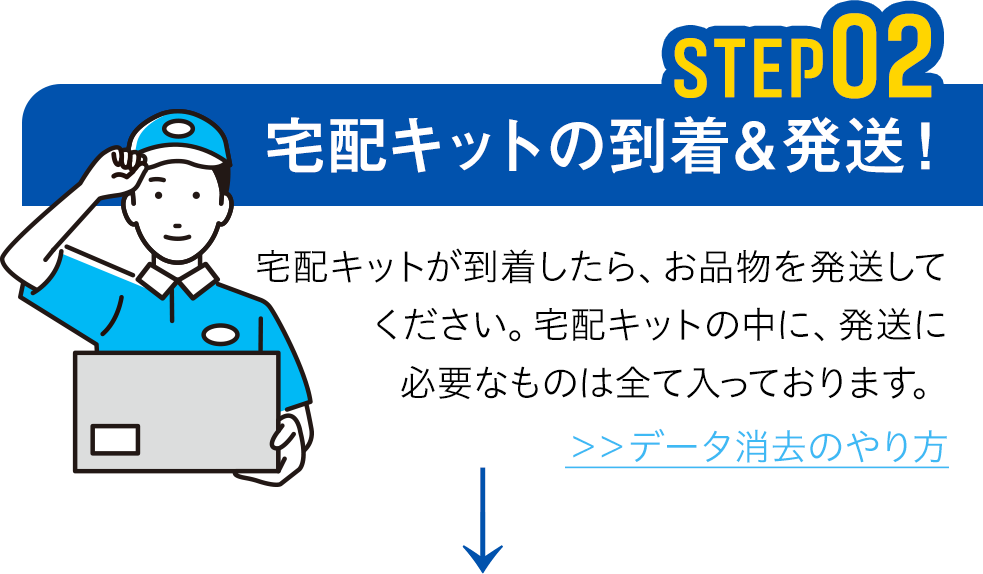 STEP02
宅配キットの到着&発送！
宅配キットが到着したら、お品物を発送して
ください。宅配キットの中に、発送に
必要なものは全て入っております。
>>データ消去のやり方